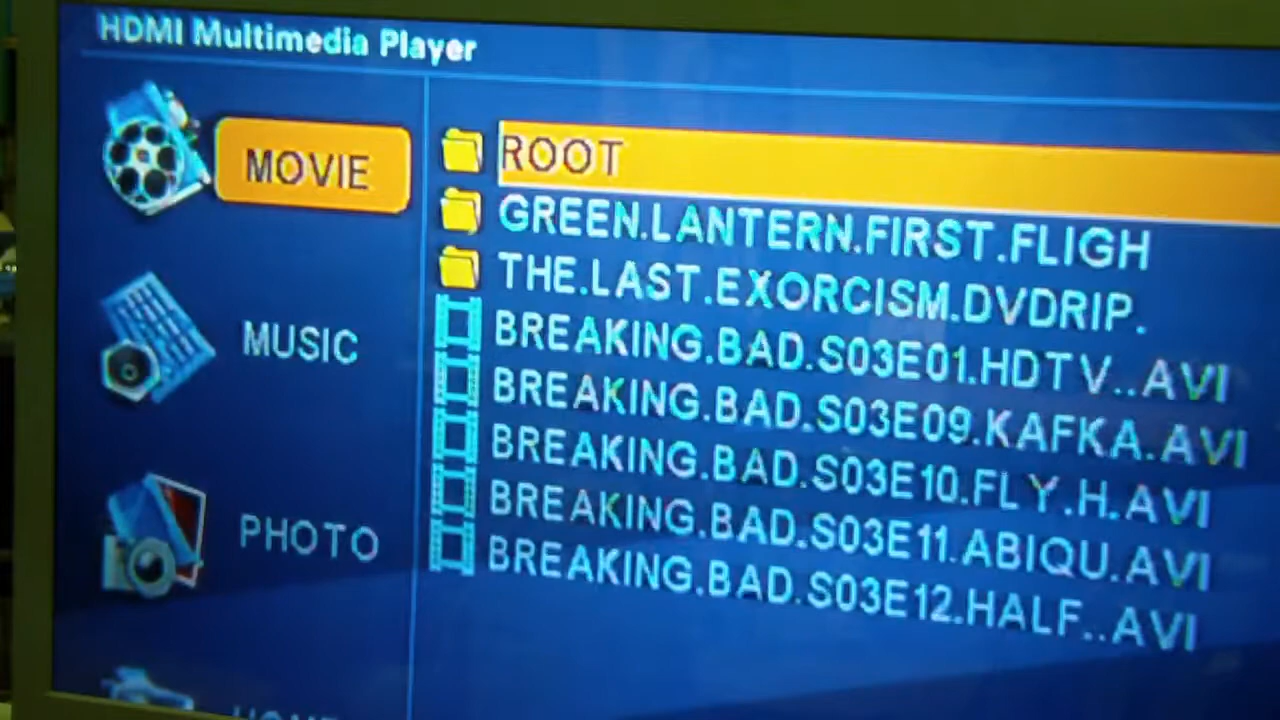 HDMI Multimedia Player
MOVIE
MUSIC
PHOTO
ROOT
GREEN.LANTERN.FIRST.FLIGH
THE.LAST.EXORCISM.DVDRIP.
BREAKING.BAD.S03E01.HDTV..AVI
BREAKING.BAD.S03E09.KAFKA.AVI
BREAKING.BAD.S03E10.FLY.H.AVI
BREAKING.BAD.S03E11.ABIQU.AVI
BREAKING.BAD.S03E12.HALF..AVI